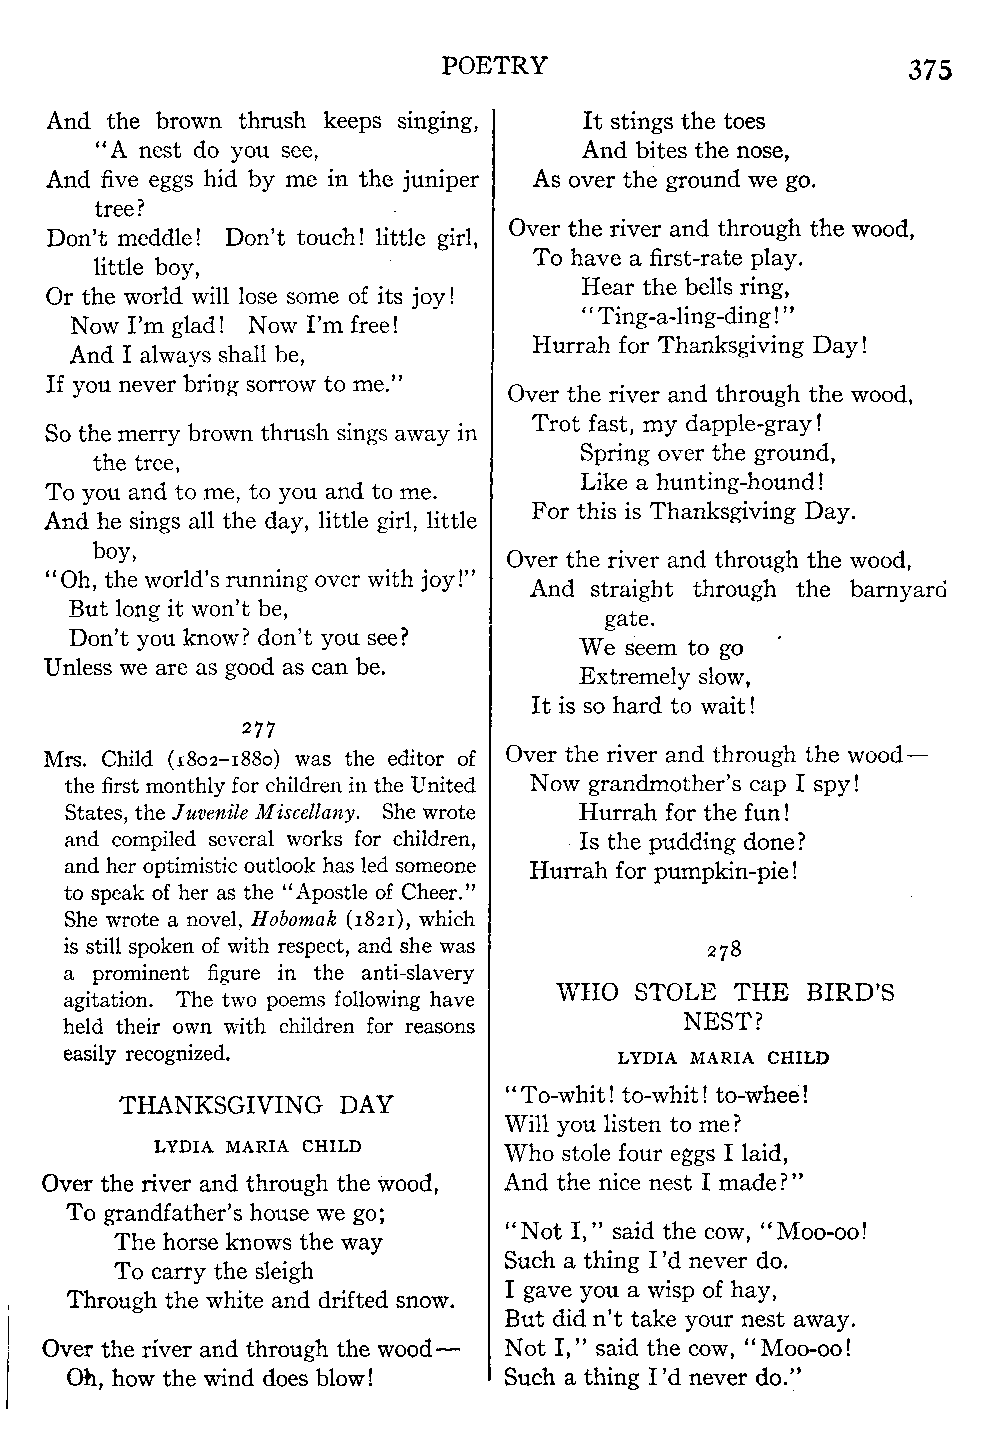 POETRY
375
And the brown thrush keeps singing,
"A nest do you see,
And five eggs hid by me in the juniper
tree?
Don't meddle! Don't touch! little girl,
little boy,
Or the world will lose some of its joy!
Now I'm glad! Now I'm free!
And I always shall be,
If you never bring sorrow to me."
So the merry brown thrush sings away in
the tree,
To you and to me, to you and to me.
And he sings all the day, little girl, little
boy,
"Oh, the world's running over with joy!"
But long it won't be,
Don't you know? don't you see?
Unless we are as good as can be.
277
Mrs. Child (1802–1880) was the editor of
the first monthly for children in the United
States, the Juvenile Miscellany. She wrote
and compiled several works for children,
and her optimistic outlook has led someone
to speak of her as the "Apostle of Cheer."
She wrote a novel, Hobomak (1821), which
is still spoken of with respect, and she was
a prominent figure in the anti-slavery
agitation. The two poems following have
held their own with children for reasons
easily recognized.
THANKSGIVING DAY
LYDIA MARIA CHILD
Over the river and through the wood,
To grandfather's house we go;
The horse knows the way
To carry the sleigh
Through the white and drifted snow.
Over the river and through the wood—
Oh, how the wind does blow!
It stings the toes
And bites the nose,
As over the ground we go.
Over the river and through the wood,
To have a first-rate play.
Hear the bells ring,
"Ting-a-ling-ding!"
Hurrah for Thanksgiving Day!
Over the river and through the wood,
Trot fast, my dapple-gray!
Spring over the ground,
Like a hunting-hound!
For this is Thanksgiving Day.
Over the river and through the wood,
And straight through the barnyard
gate.
We seem to go
Extremely slow,
It is so hard to wait!
Over the river and through the wood—
Now grandmother's cap I spy!
Hurrah for the fun!
Is the pudding done?
Hurrah for pumpkin-pie!
278
WHO STOLE THE BIRD'S
NEST?
LYDIA MARIA CHILD
"To-whit! to-whit! to-whee!
Will you listen to me?
Who stole four eggs I laid,
And the nice nest I made?"
"Not I," said the cow, "Moo-oo!
Such a thing I'd never do.
I gave you a wisp of hay,
But did n't take your nest away.
Not I," said the cow, "Moo-oo!
Such a thing I'd never do."